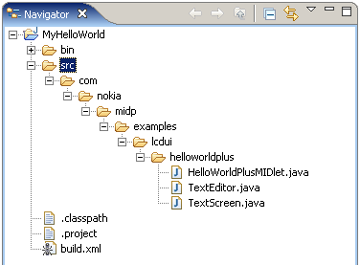 Navigator
MyHelloWorld
bin
src
com
nokia
midp
examples
lcdui
helloworldplus
HelloWorldPlusMIDlet.java
TextEditor.java
TextScreen.java
.classpath
.project
build.xml